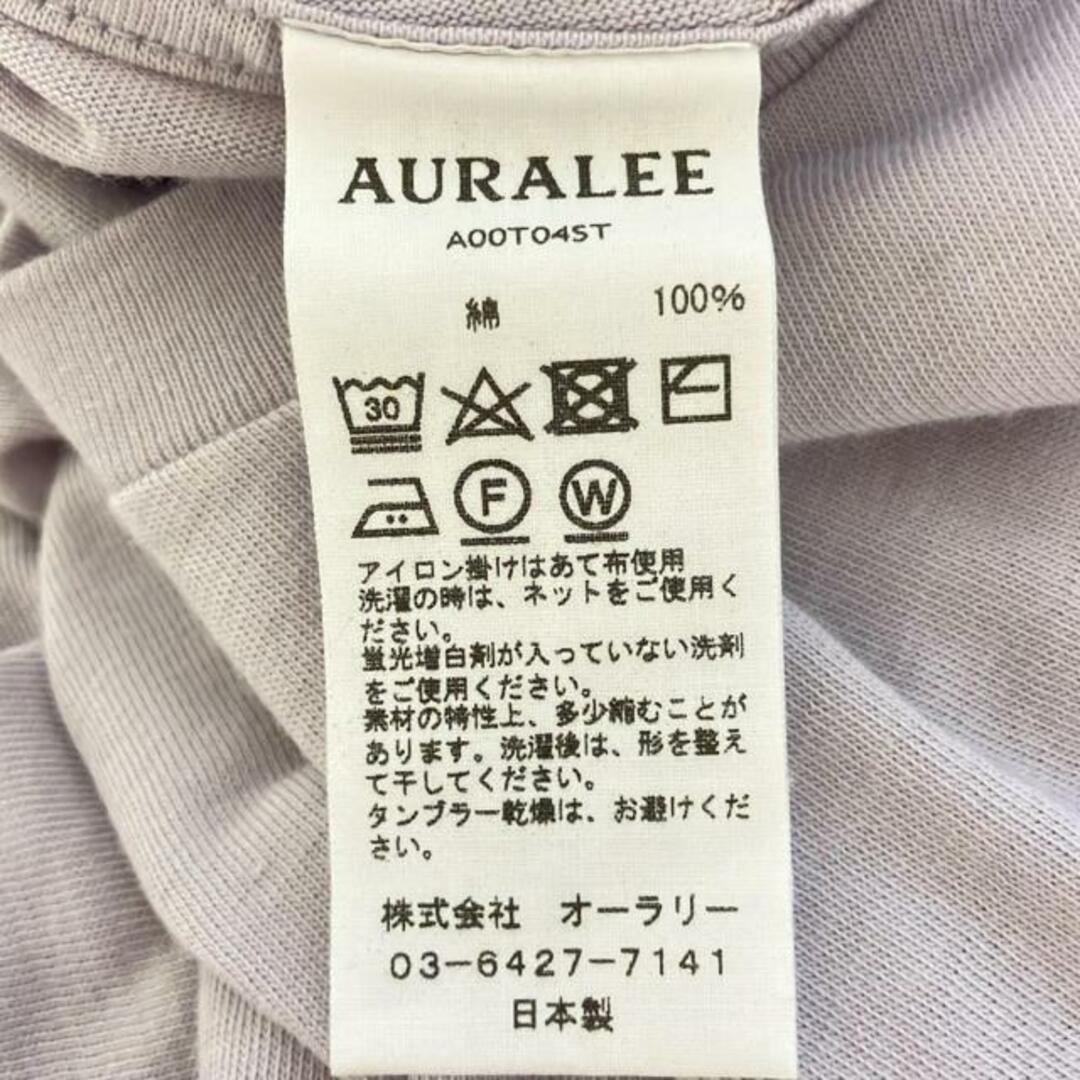 AURALEE
A00T04ST
綿 100%
30
F W
アイロン掛けはあて布使用
洗濯の時は、ネットをご使用く
ださい。
蛍光増白剤が入っていない洗剤
をご使用ください。
素材の特性上、多少縮むことが
あります。洗濯後は、形を整え
て干してください。
タンブラー乾燥は、お避けくだ
さい。
株式会社 オーラリー
03-6427-7141
日本製